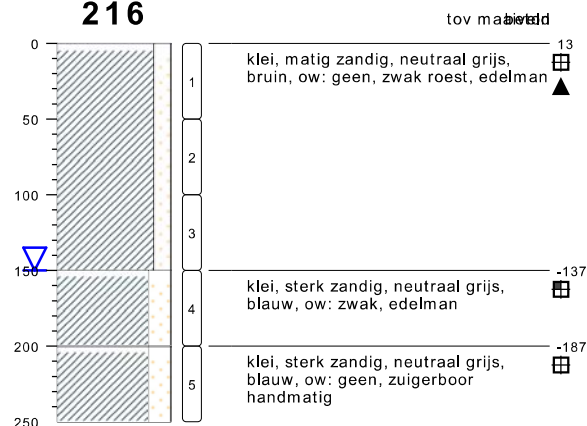 216
tov maaiveld
0
13
klei, matig zandig, neutraal grijs,
bruin, ow: geen, zwak roest, edelman
1
50
2
100
3
150
-137
klei, sterk zandig, neutraal grijs,
blauw, ow: zwak, edelman
4
200
-187
klei, sterk zandig, neutraal grijs,
blauw, ow: geen, zuigerboor
handmatig
5
250